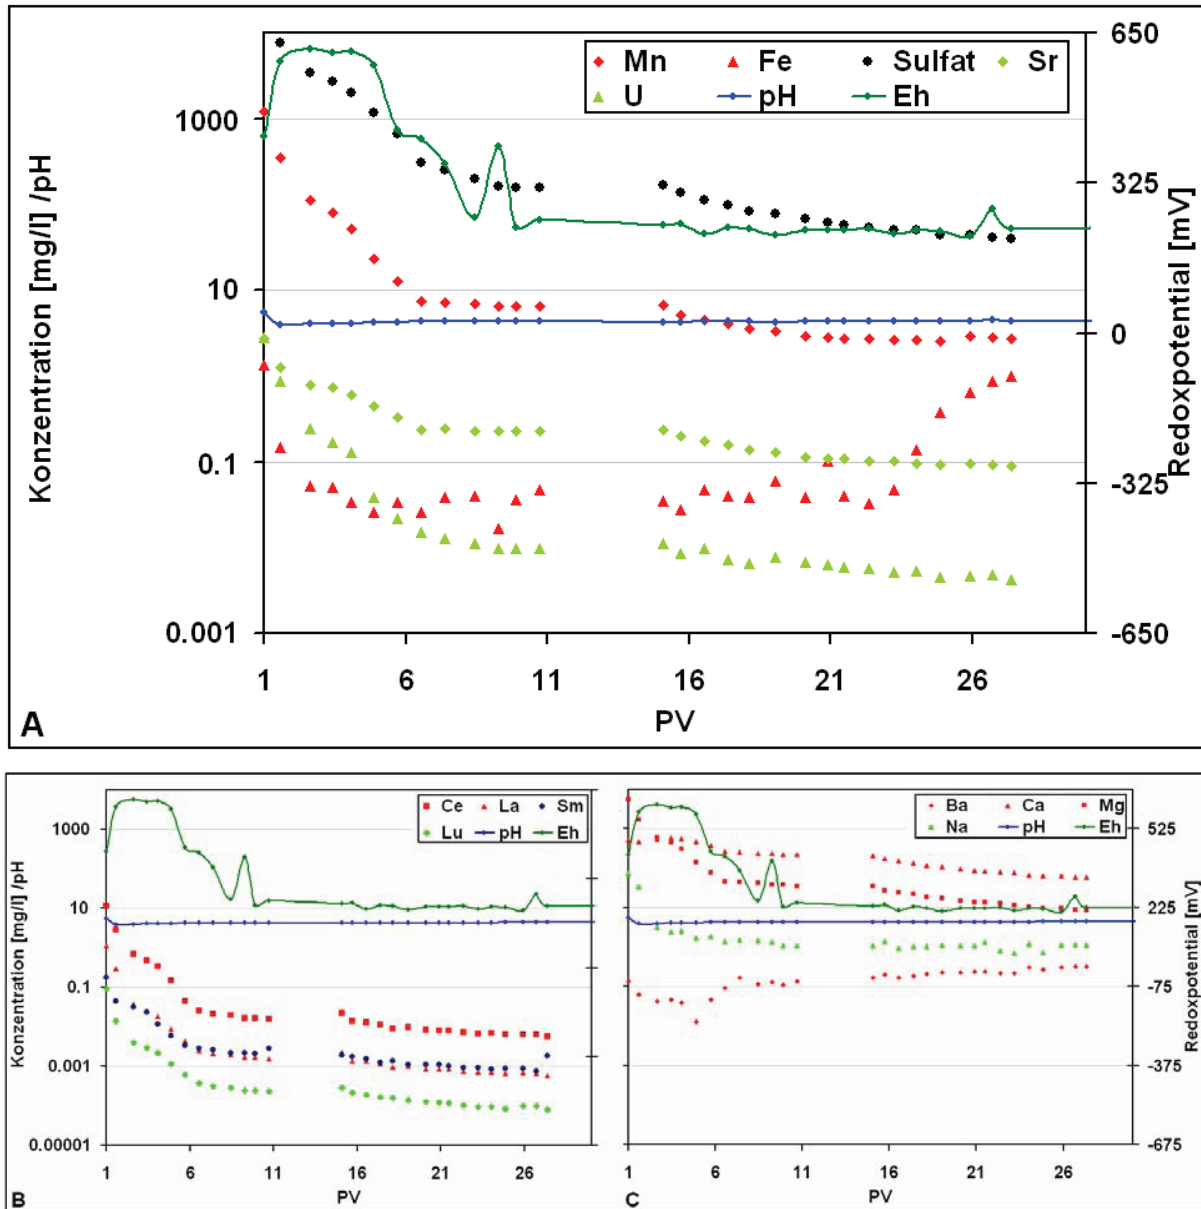 Mn Fe Sulfat Sr
U pH Eh
Konzentration [mg/l] /pH
1000
10
0.1
0.001
650
325
0
-325
-650
Redoxpotential [mV]
1 6 11 16 21 26
PV
A
Ce La Sm
Lu pH Eh
Konzentration [mg/l] /pH
1000
10
0.1
0.001
0.00001
1 6 11 16 21 26
PV
B
Ba Ca Mg
Na pH Eh
525
225
-75
-375
-675
Redoxpotential [mV]
1 6 11 16 21 26
PV
C